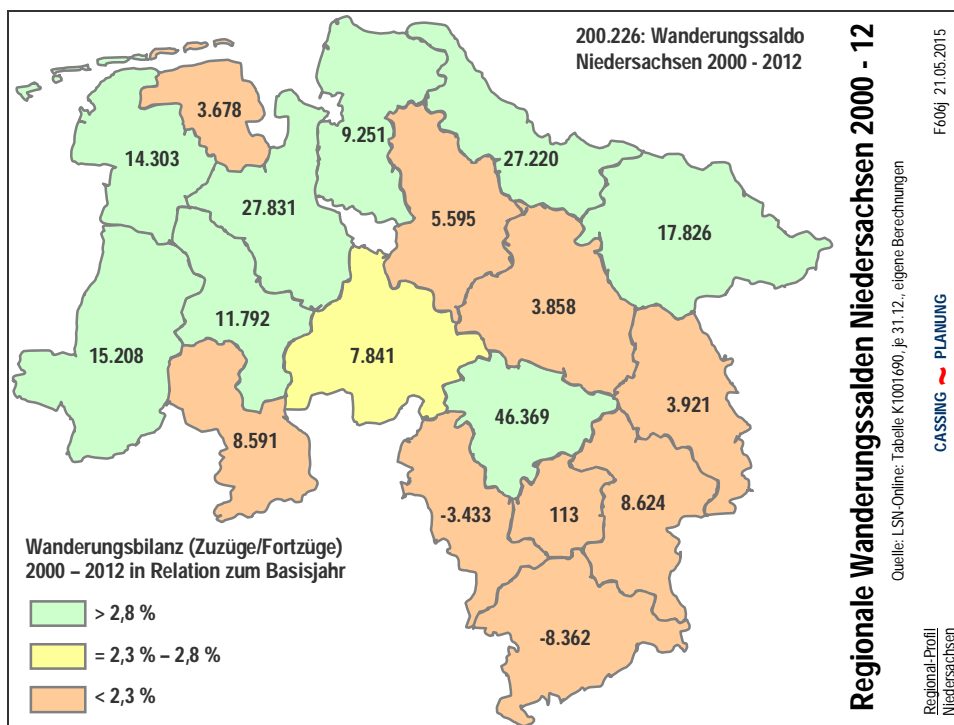 200.226: Wanderungssaldo
Niedersachsen 2000 - 2012
3.678
9.251
14.303
27.220
27.831
5.595
17.826
3.858
11.792
15.208
7.841
3.921
46.369
8.591
8.624
-3.433
113
-8.362
Wanderungsbilanz (Zuzüge/Fortzüge)
2000 – 2012 in Relation zum Basisjahr
> 2,8 %
= 2,3 % – 2,8 %
< 2,3 %
Regionale Wanderungssalden Niedersachsen 2000 - 12
Quelle: LSN-Online: Tabelle K1001690, je 31.12., eigene Berechnungen
F606j 21.05.2015
CASSING ~ PLANUNG
Regional-Profil
Niedersachsen